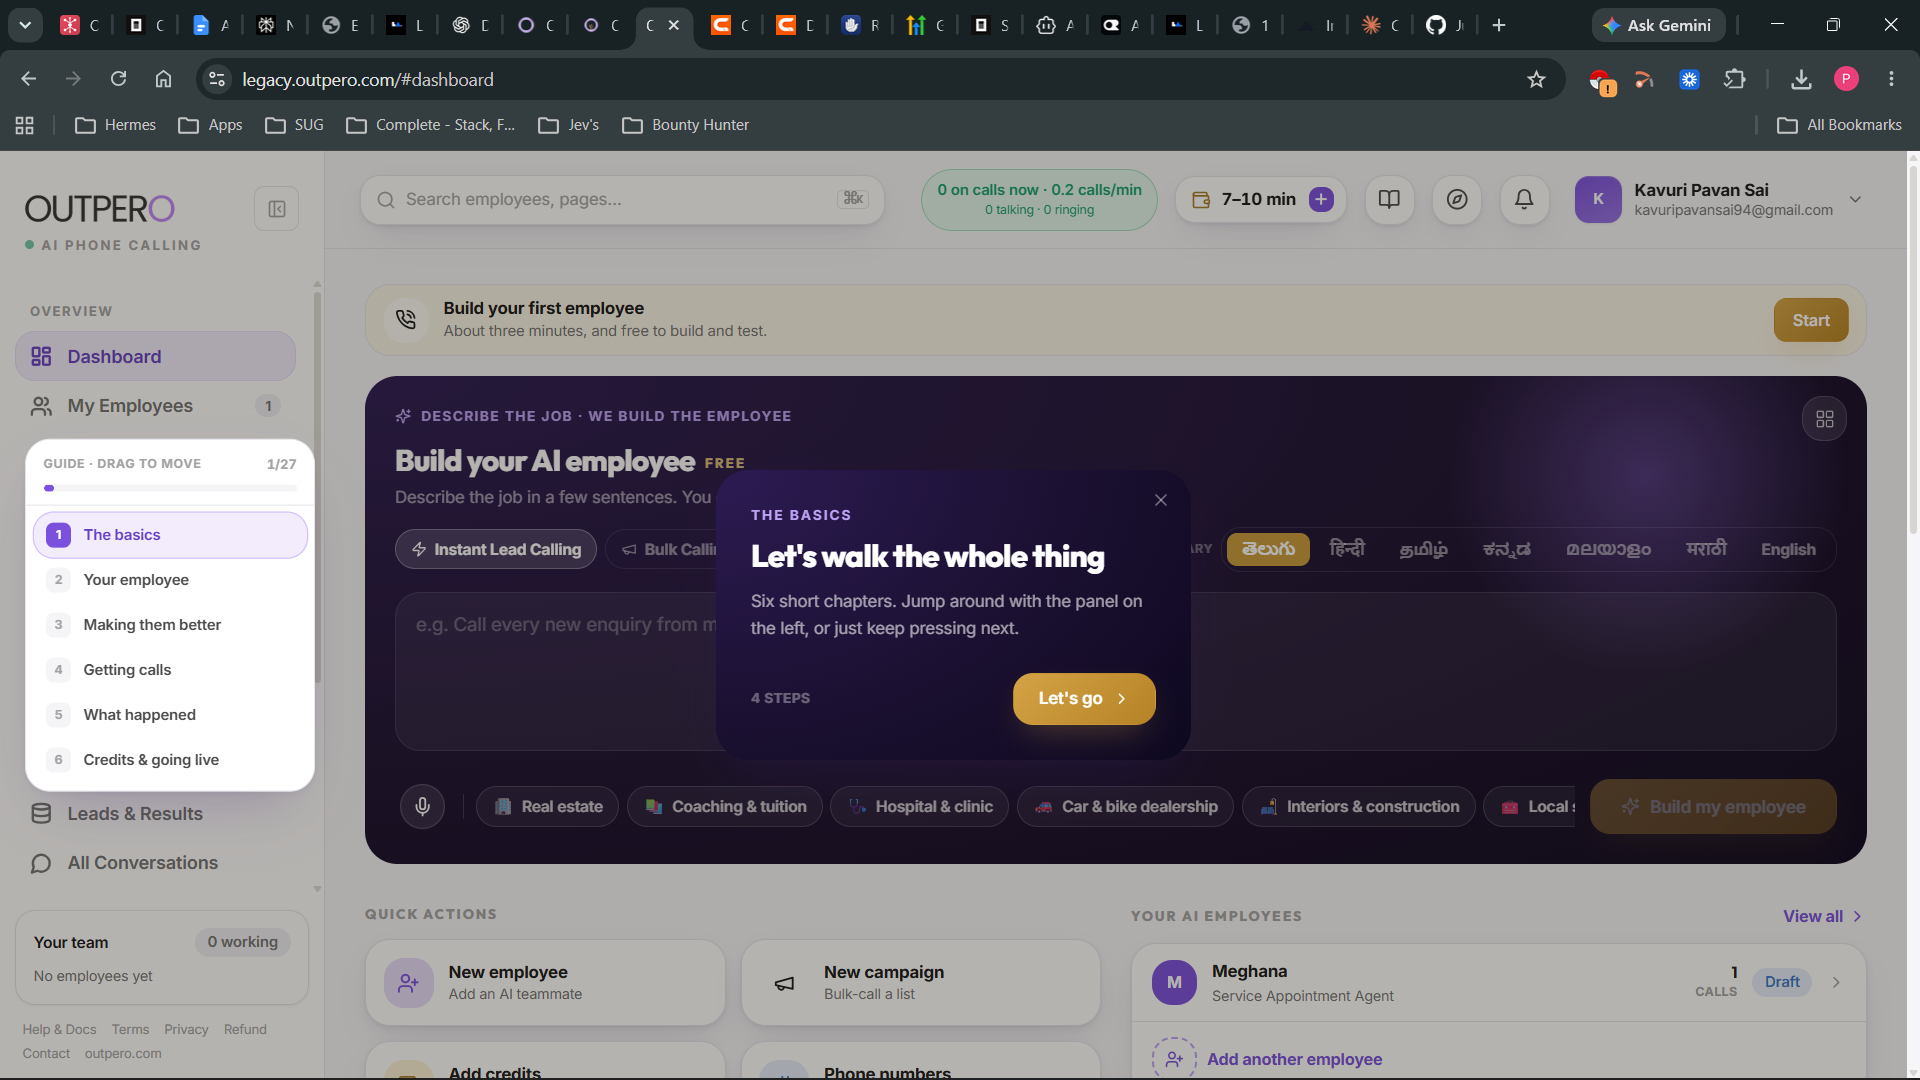 Ask Gemini
legacy.outpero.com/#dashboard
Hermes
Apps
SUG
Complete - Stack, F...
Jev's
Bounty Hunter
All Bookmarks
OUTPERO
AI PHONE CALLING
Search employees, pages...
⌘K
0 on calls now · 0.2 calls/min
0 talking · 0 ringing
7–10 min
K
Kavuri Pavan Sai
kavuripavansai94@gmail.com
OVERVIEW
Dashboard
My Employees
1
GUIDE · DRAG TO MOVE
1/27
1 The basics
2 Your employee
3 Making them better
4 Getting calls
5 What happened
6 Credits & going live
Leads & Results
All Conversations
Your team
0 working
No employees yet
Help & Docs Terms Privacy Refund
Contact outpero.com
Build your first employee
About three minutes, and free to build and test.
Start
DESCRIBE THE JOB · WE BUILD THE EMPLOYEE
Build your AI employee FREE
Describe the job in a few sentences. You
Instant Lead Calling
Bulk Callin
ARY
తెలుగు
हिन्दी
தமிழ்
ಕನ್ನಡ
മലയാളം
मराठी
English
e.g. Call every new enquiry from m
THE BASICS
Let's walk the whole thing
Six short chapters. Jump around with the panel on
the left, or just keep pressing next.
4 STEPS
Let's go
Real estate
Coaching & tuition
Hospital & clinic
Car & bike dealership
Interiors & construction
Local s
Build my employee
QUICK ACTIONS
New employee
Add an AI teammate
New campaign
Bulk-call a list
Add credits
Phone numbers
YOUR AI EMPLOYEES
View all
M
Meghana
Service Appointment Agent
1
CALLS
Draft
Add another employee